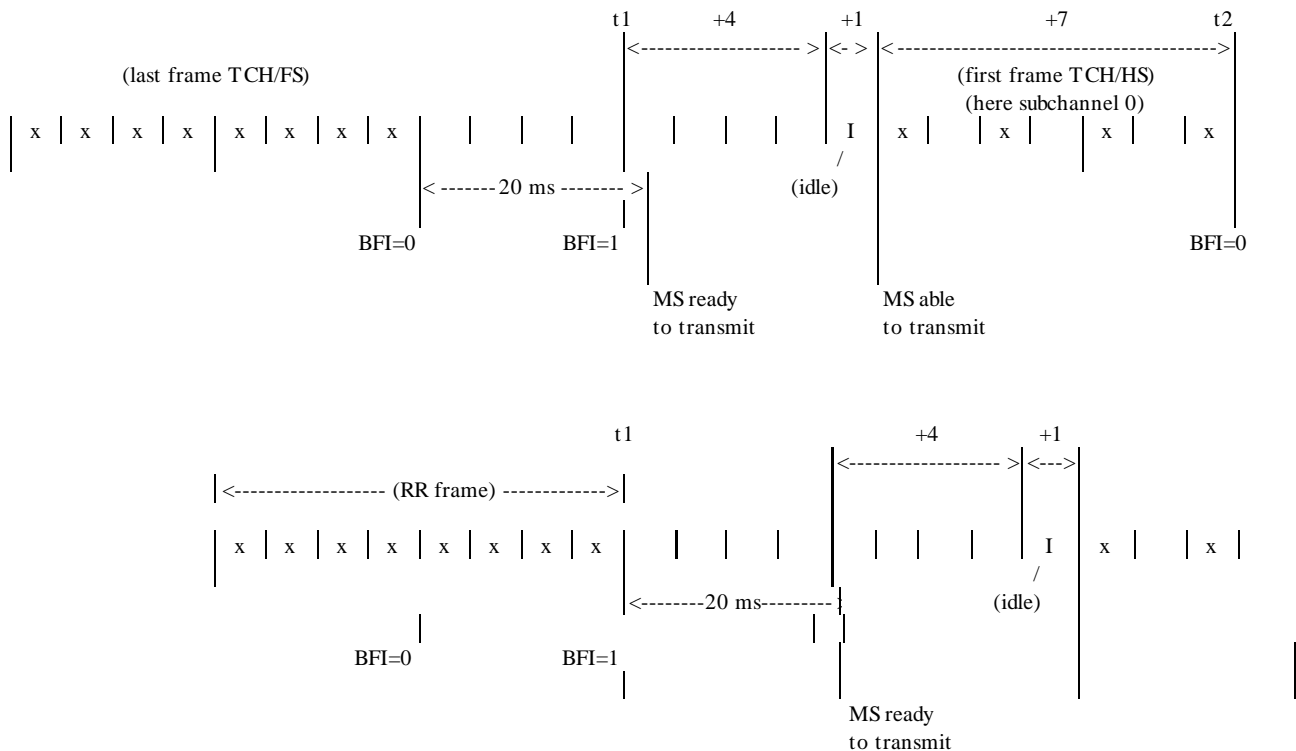 t1 +4 +1 +7 t2
<-----------------------> <- -> <---------------------------------------->
(last frame TCH/FS) (first frame TCH/HS)
(here subchannel 0)
x x x x x x x x I x x x x
/
<-------20 ms --------> (idle)
BFI=0 BFI=1 BFI=0
MS ready MS able
to transmit to transmit
t1 +4 +1
<-------------------> <--->
<------------------ (RR frame) ------------>
x x x x x x x x I x x
/
<--------20 ms---------> (idle)
BFI=0 BFI=1
MS ready
to transmit